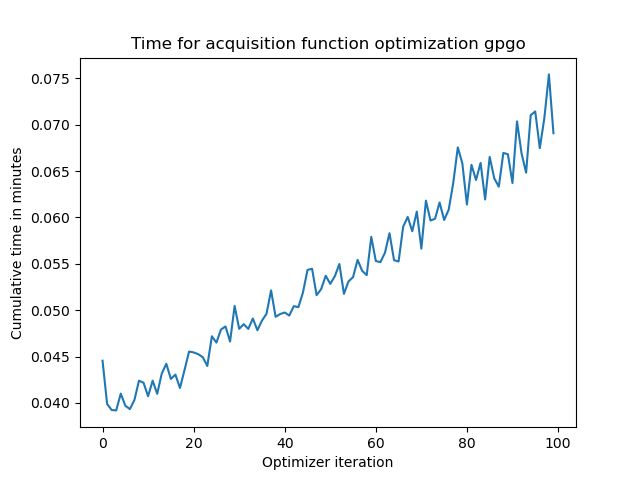 Time for acquisition function optimization gpgo
0.075
0.070
0.065
0.060
0.055
0.050
0.045
0.040
Cumulative time in minutes
0 20 40 60 80 100
Optimizer iteration